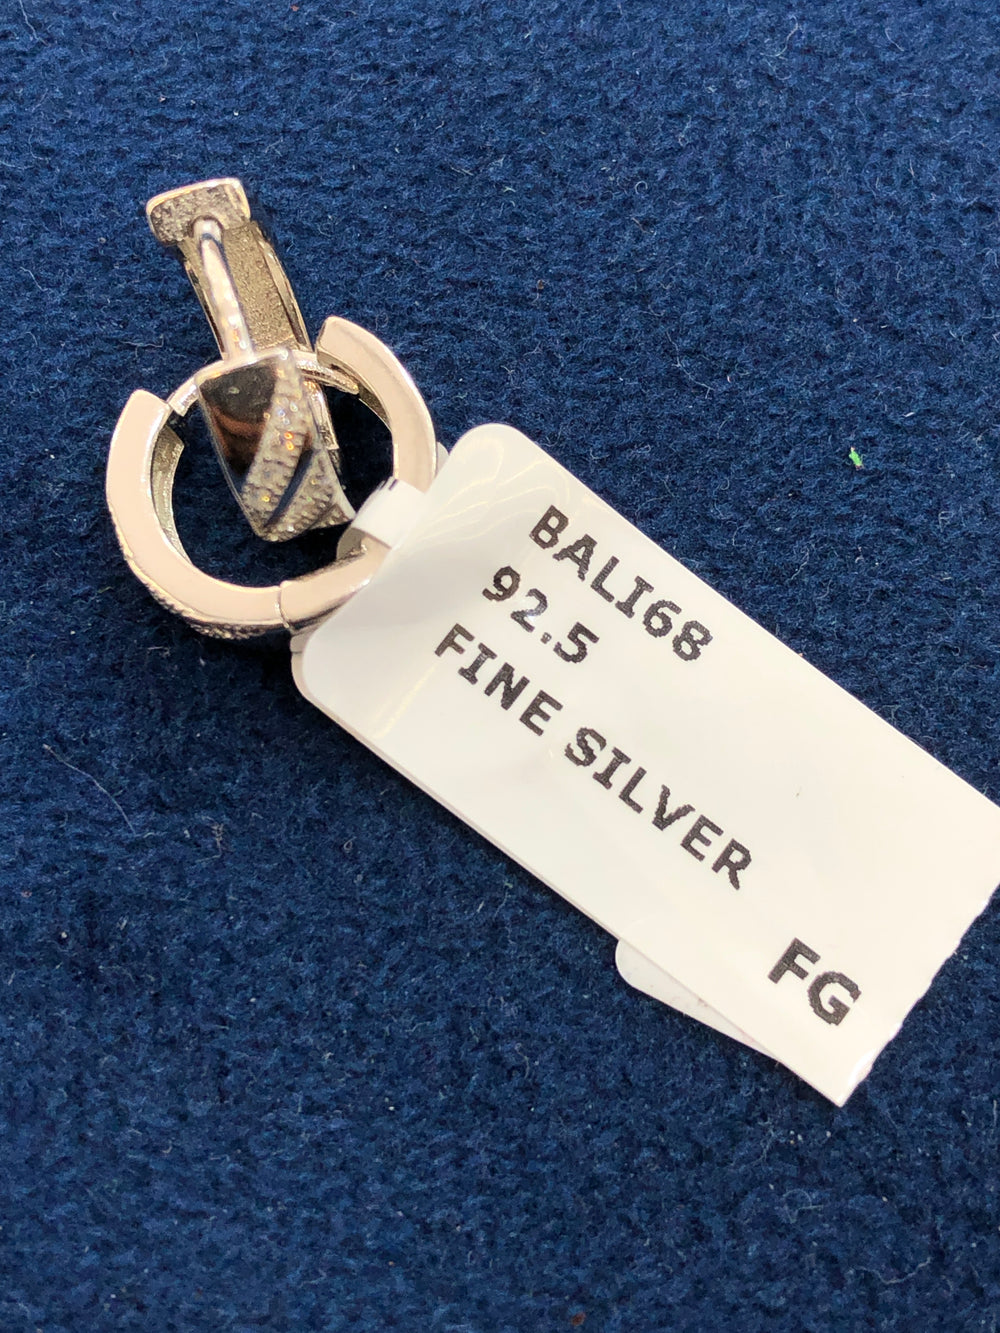 BALI68
92.5
FINE SILVER
FG